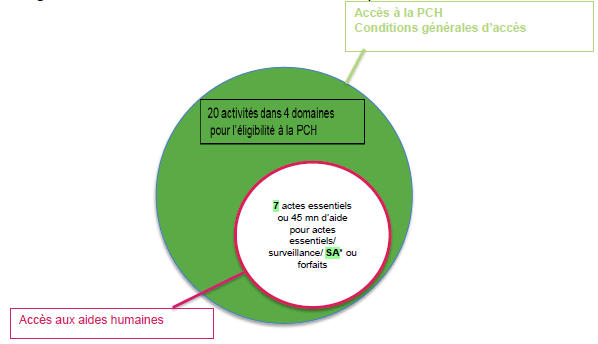 Accès à la PCH
Conditions générales d'accès
20 activités dans 4 domaines
pour l'éligibilité à la PCH
7 actes essentiels
ou 45 mn d'aide
pour actes
essentiels/
surveillance/ SA* ou
forfaits
Accès aux aides humaines